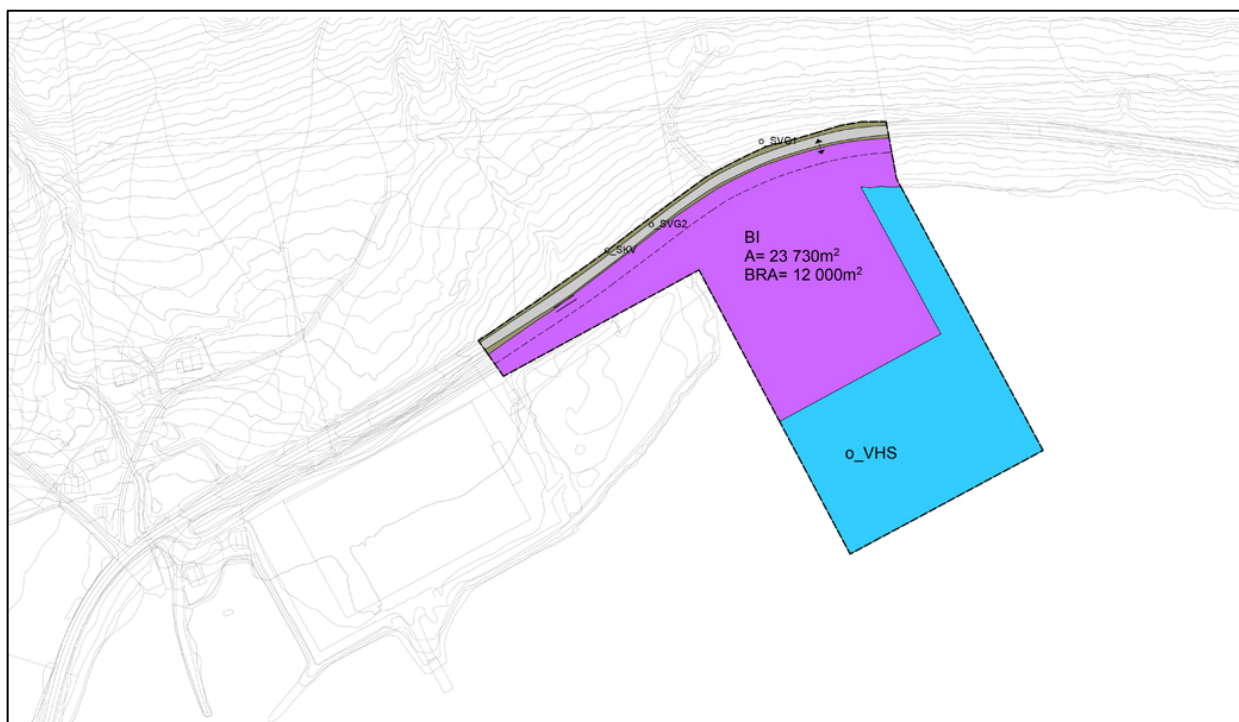 o_SVG1
o_SVG2
o_SKV
BI
A= 23 730m²
BRA= 12 000m²
o_VHS